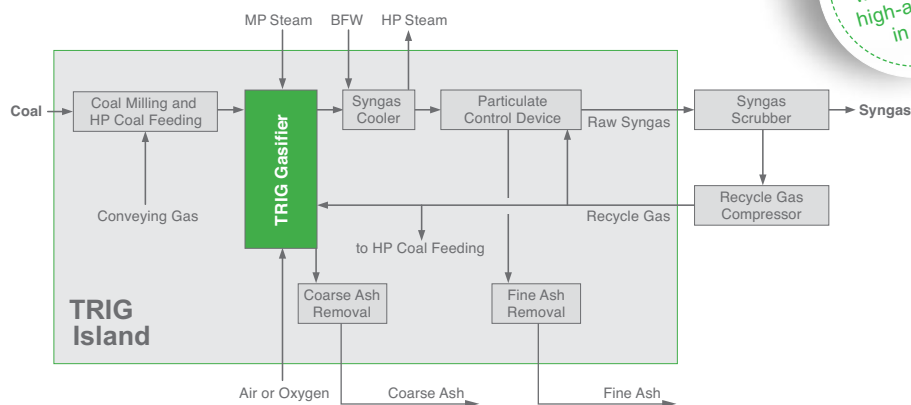 MP Steam
BFW
HP Steam
high-a
in
Coal
Coal Milling and
HP Coal Feeding
TRIG Gasifier
Syngas
Cooler
Particulate
Control Device
Raw Syngas
Syngas
Scrubber
Syngas
Conveying Gas
Recycle Gas
Recycle Gas
Compressor
to HP Coal Feeding
TRIG
Island
Coarse Ash
Removal
Fine Ash
Removal
Air or Oxygen
Coarse Ash
Fine Ash